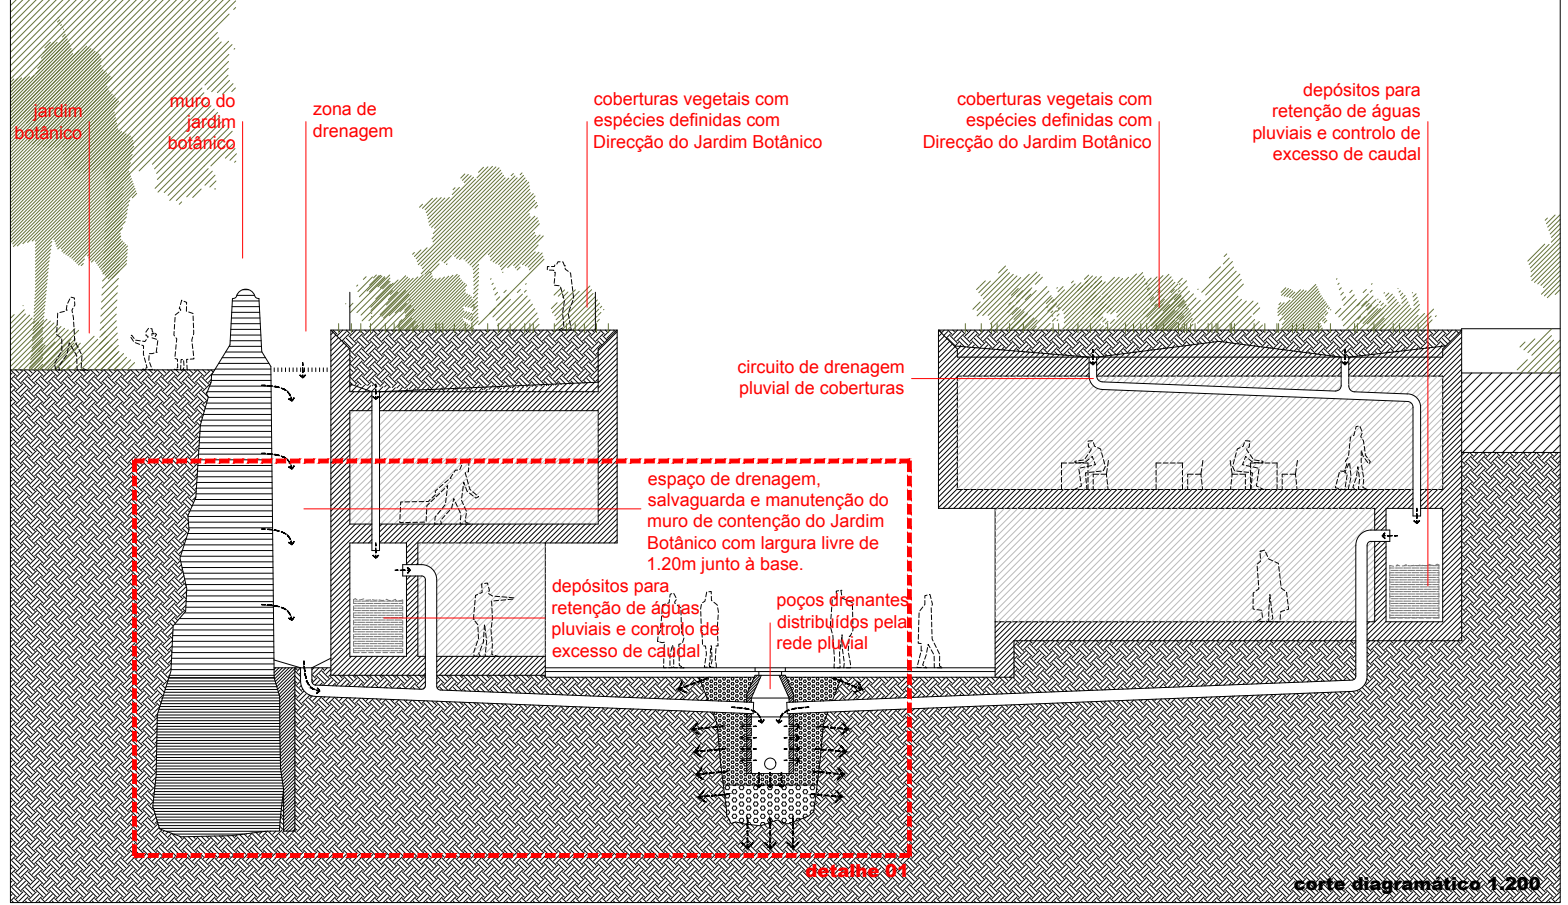 jardim
botânico
muro do
jardim
botânico
zona de
drenagem
coberturas vegetais com
espécies definidas com
Direcção do Jardim Botânico
coberturas vegetais com
espécies definidas com
Direcção do Jardim Botânico
depósitos para
retenção de águas
pluviais e controlo de
excesso de caudal
circuito de drenagem
pluvial de coberturas
espaço de drenagem,
salvaguarda e manutenção do
muro de contenção do Jardim
Botânico com largura livre de
1.20m junto à base.
depósitos para
retenção de águas
pluviais e controlo de
excesso de caudal
poços drenantes
distribuídos pela
rede pluvial
detalhe 01
corte diagramático 1.200